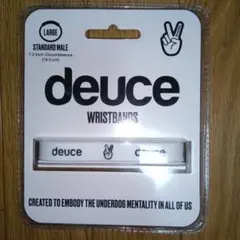 LARGE
STANDARD MALE
deuce
WRISTBANDS
deuce deuce
CREATED TO EMBODY THE UNDERDOG MENTALITY IN ALL OF US